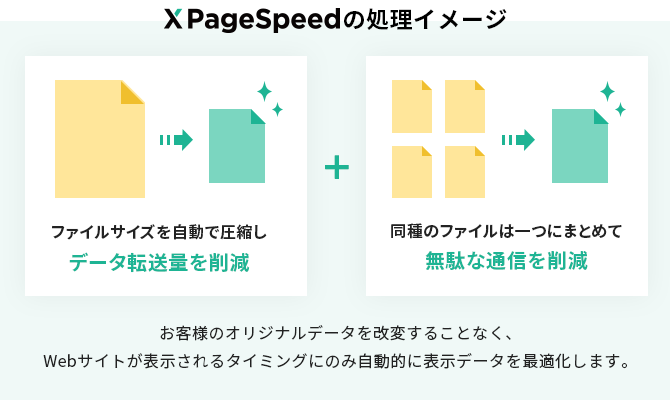 X PageSpeedの処理イメージ
ファイルサイズを自動で圧縮し
データ転送量を削減
+
同種のファイルは一つにまとめて
無駄な通信を削減
お客様のオリジナルデータを改変することなく、
Webサイトが表示されるタイミングにのみ自動的に表示データを最適化します。